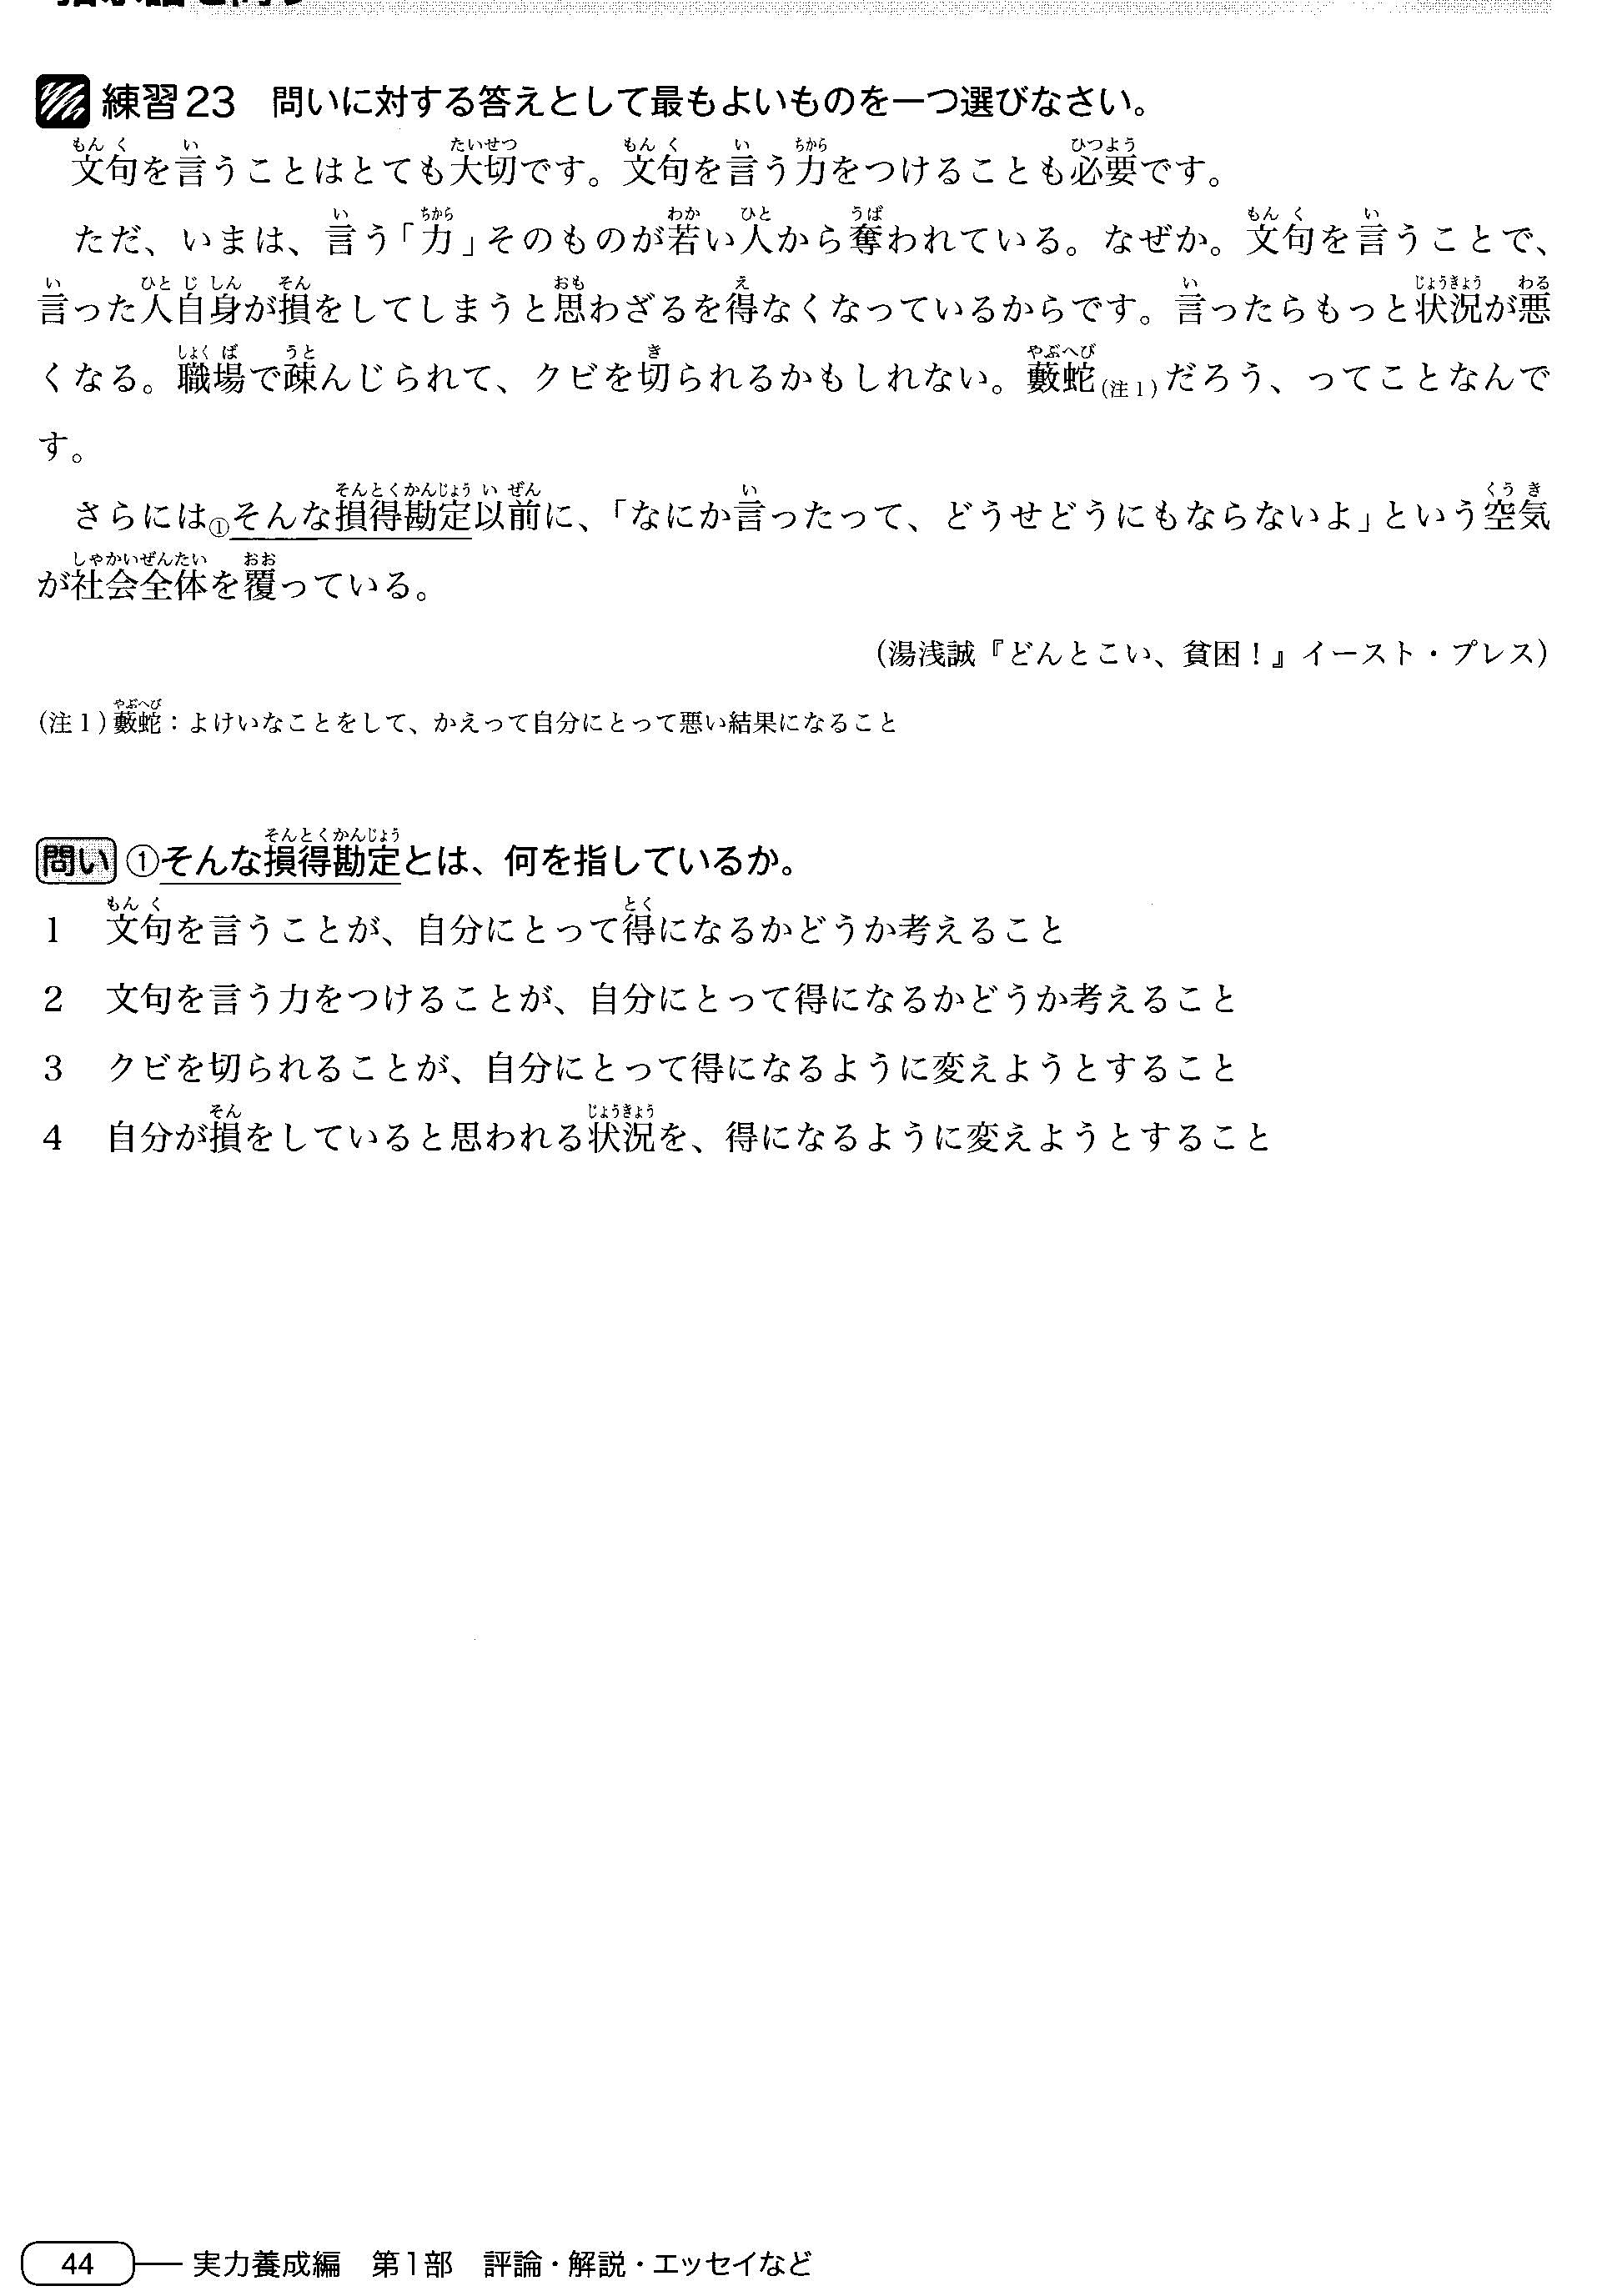 練習23 問いに対する答えとして最もよいものを一つ選びなさい。
文句を言うことはとても大切です。文句を言う力をつけることも必要です。
ただ、いまは、言う「力」そのものが若い人から奪われている。なぜか。文句を言うことで、
言った人自身が損をしてしまうと思わざるを得なくなっているからです。言ったらもっと状況が悪
くなる。職場で疎んじられて、クビを切られるかもしれない。藪蛇(注1)だろう、ってことなんで
す。
さらには①そんな損得勘定以前に、「なにか言ったって、どうせどうにもならないよ」という空気
が社会全体を覆っている。
(湯浅誠『どんとこい、貧困!』イースト・プレス)
(注1)藪蛇:よけいなことをして、かえって自分にとって悪い結果になること
問い ①そんな損得勘定とは、何を指しているか。
1 文句を言うことが、自分にとって得になるかどうか考えること
2 文句を言う力をつけることが、自分にとって得になるかどうか考えること
3 クビを切られることが、自分にとって得になるように変えようとすること
4 自分が損をしていると思われる状況を、得になるように変えようとすること
44 実力養成編 第1部 評論・解説・エッセイなど